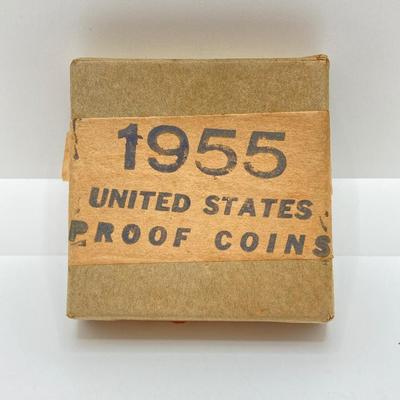 1955
UNITED STATES
PROOF COINS